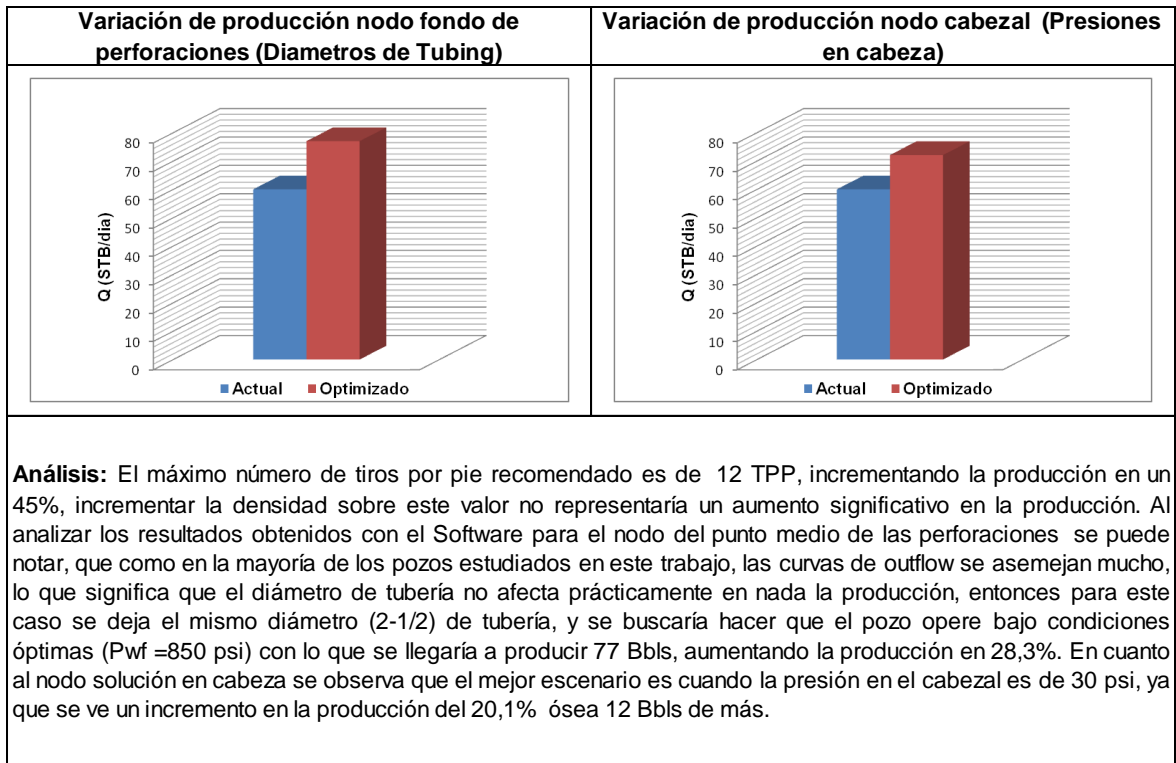 Variación de producción nodo fondo de
perforaciones (Diametros de Tubing)
Variación de producción nodo cabezal (Presiones
en cabeza)
80
70
60
50
40
30
20
10
0
Q (STB/dia)
Actual Optimizado
80
70
60
50
40
30
20
10
0
Q (STB/dia)
Actual Optimizado
Análisis: El máximo número de tiros por pie recomendado es de 12 TPP, incrementando la producción en un
45%, incrementar la densidad sobre este valor no representaría un aumento significativo en la producción. Al
analizar los resultados obtenidos con el Software para el nodo del punto medio de las perforaciones se puede
notar, que como en la mayoría de los pozos estudiados en este trabajo, las curvas de outflow se asemejan mucho,
lo que significa que el diámetro de tubería no afecta prácticamente en nada la producción, entonces para este
caso se deja el mismo diámetro (2-1/2) de tubería, y se buscaría hacer que el pozo opere bajo condiciones
óptimas (Pwf =850 psi) con lo que se llegaría a producir 77 Bbls, aumentando la producción en 28,3%. En cuanto
al nodo solución en cabeza se observa que el mejor escenario es cuando la presión en el cabezal es de 30 psi, ya
que se ve un incremento en la producción del 20,1% ósea 12 Bbls de más.